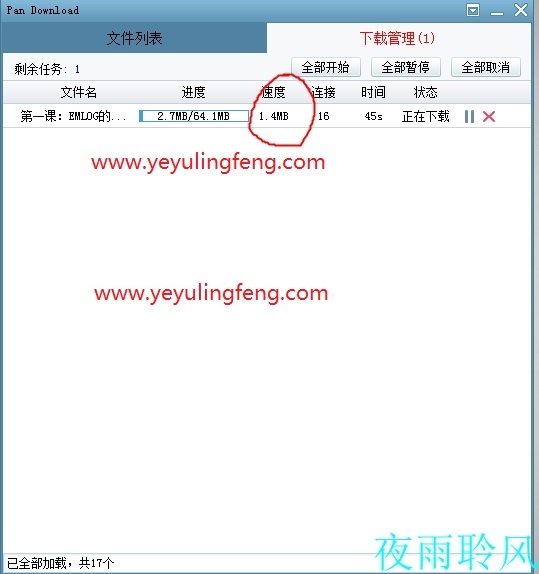 Pan Download
文件列表 下载管理(1)
剩余任务: 1 全部开始 全部暂停 全部取消
文件名 进度 速度 连接 时间 状态
第一课: EMLOG的... 2.7MB/64.1MB 1.4MB 16 45s 正在下载
www.yeyulingfeng.com
www.yeyulingfeng.com
夜雨聆风
已全部加载，共17个